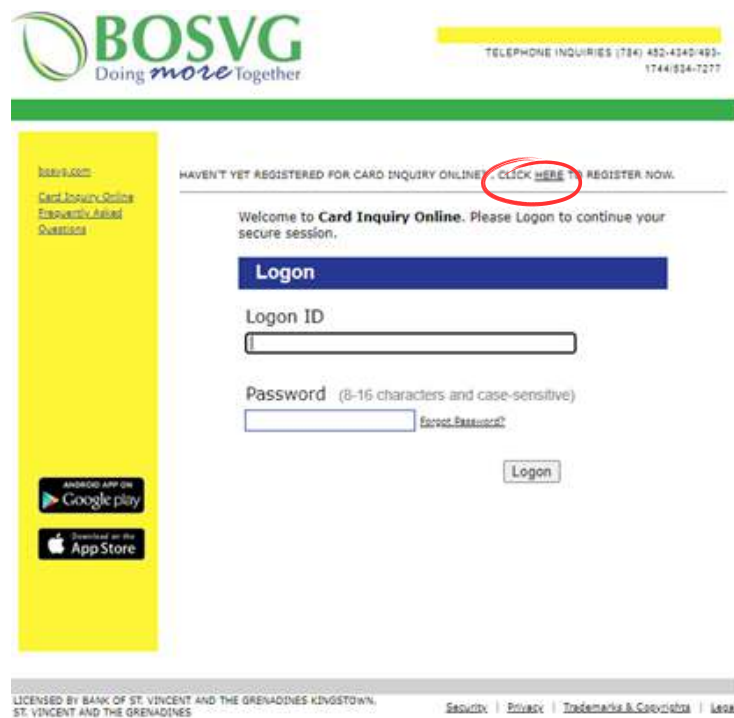 BOSVG
Doing more Together
TELEPHONE INQUIRIES (784) 452-4340/493-
1744/534-7277
bosvg.com
Card Inquiry Online
Frequently Asked
Questions
HAVEN'T YET REGISTERED FOR CARD INQUIRY ONLINE? . CLICK HERE TO REGISTER NOW.
Welcome to Card Inquiry Online. Please Logon to continue your
secure session.
Logon
Logon ID
Password (8-16 characters and case-sensitive)
Forgot Password?
Logon
ANDROID APP ON
Google play
Download on the
App Store
LICENSED BY BANK OF ST. VINCENT AND THE GRENADINES KINGSTOWN,
ST. VINCENT AND THE GRENADINES
Security | Privacy | Trademarks & Copyrights | Lega